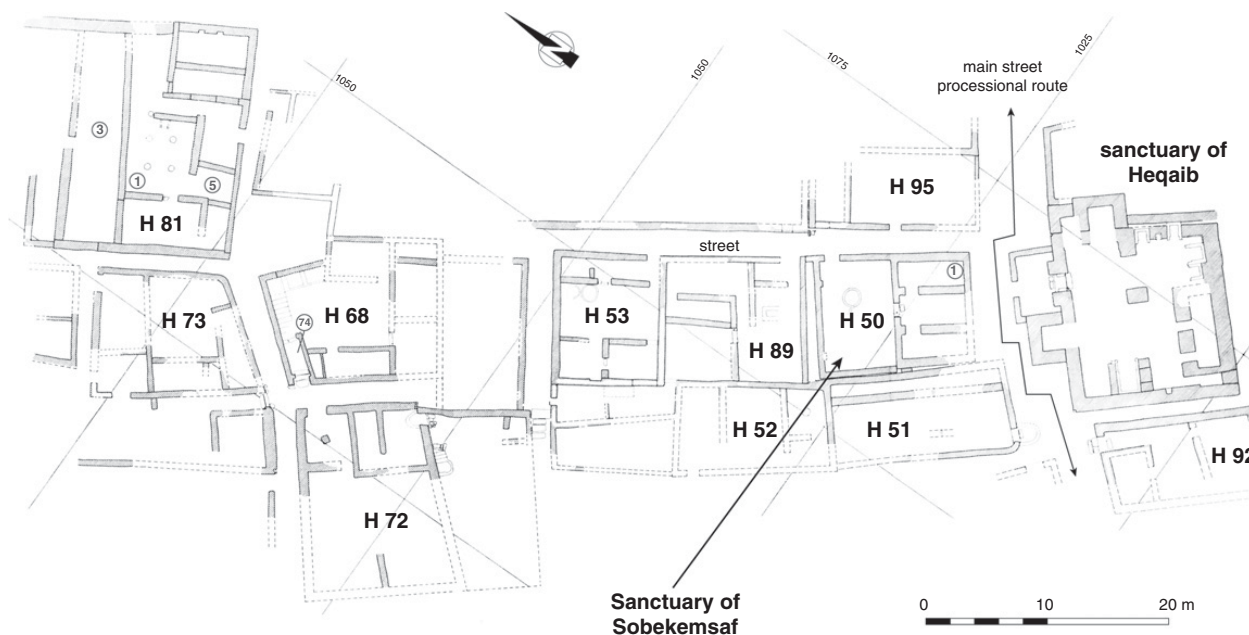 1050
1050
1075
1025
main street
processional route
sanctuary of
Heqaib
N
3
1
5
H 81
H 95
street
1
H 73
74
H 68
H 53
H 89
H 50
H 52
H 51
H 92
H 72
Sanctuary of
Sobekemsaf
0 10 20 m